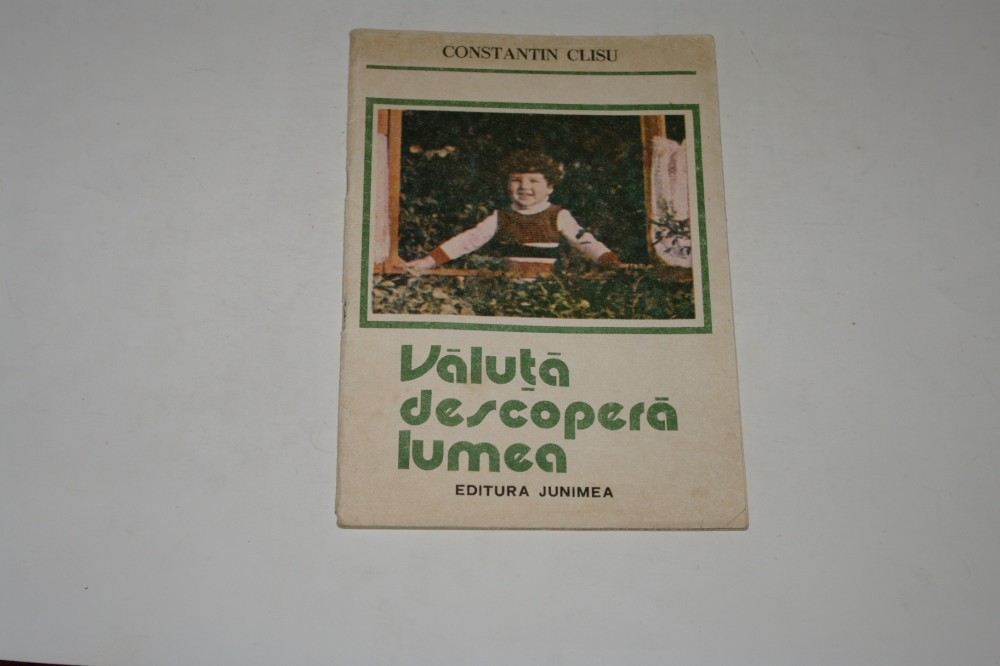 CONSTANTIN CLISU
Văluță
descoperă
lumea
EDITURA JUNIMEA